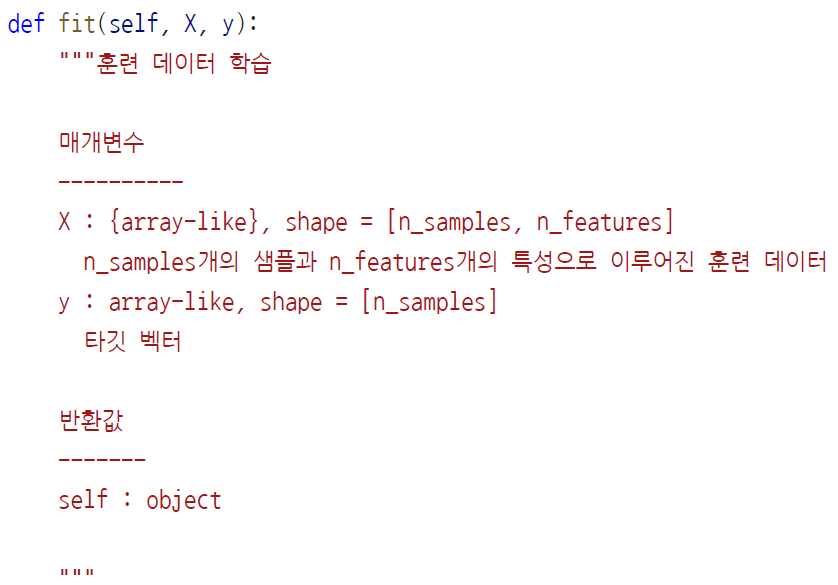 def fit(self, X, y):
"""훈련 데이터 학습
매개변수
----------
X : {array-like}, shape = [n_samples, n_features]
n_samples개의 샘플과 n_features개의 특성으로 이루어진 훈련 데이터
y : array-like, shape = [n_samples]
타깃 벡터
반환값
-------
self : object
"""